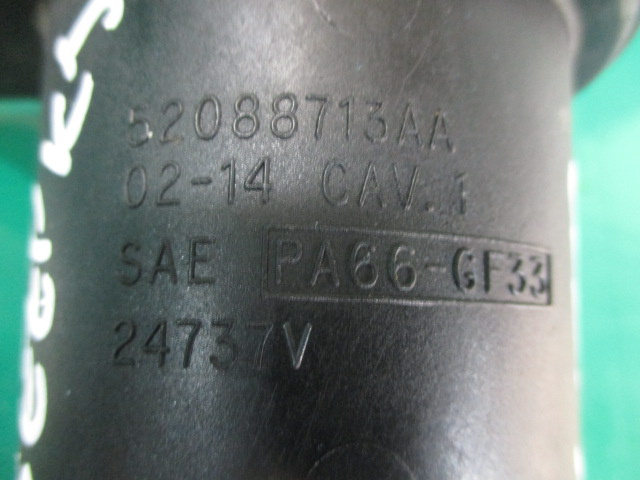 52088713AA
02-14 CAV. 1
SAE PA66-GF33
24737V